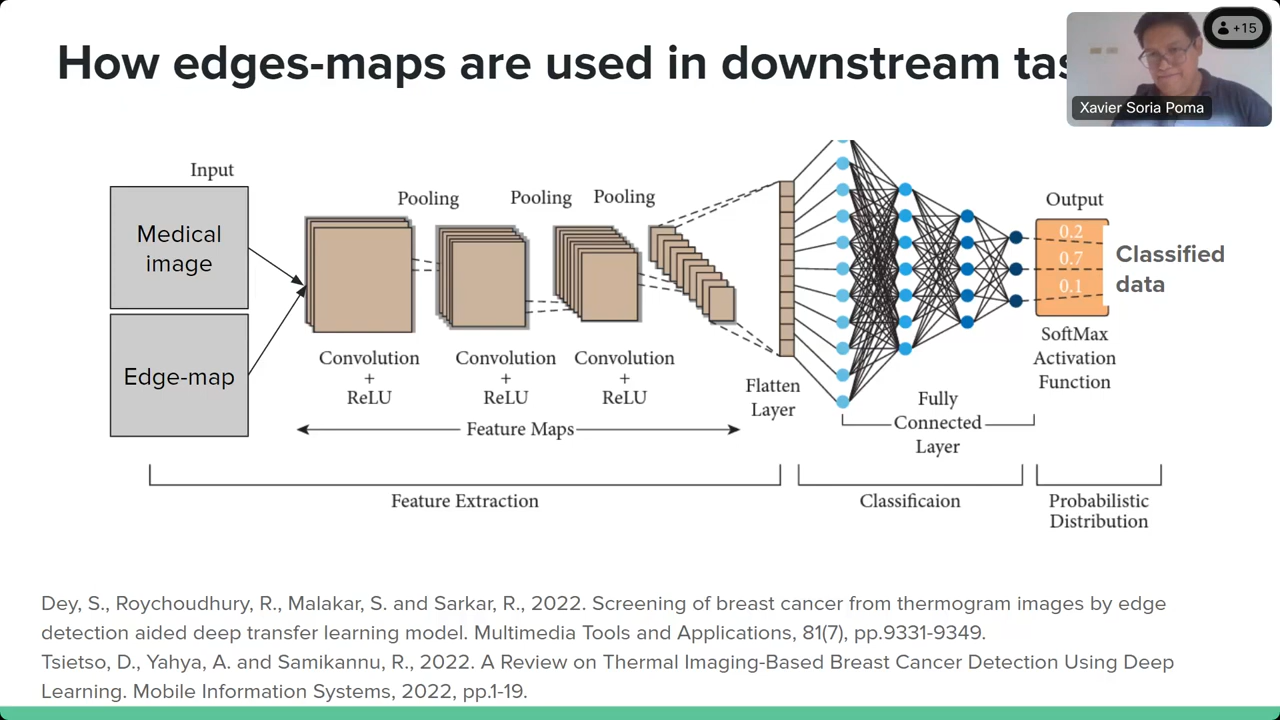 How edges-maps are used in downstream tas
+15
Xavier Soria Poma
Input
Medical
image
Edge-map
Pooling
Pooling
Pooling
Convolution
+
ReLU
Convolution
+
ReLU
Convolution
+
ReLU
Feature Maps
Flatten
Layer
Fully
Connected
Layer
Output
0.2
0.7
0.1
Classified
data
SoftMax
Activation
Function
Feature Extraction
Classificaion
Probabilistic
Distribution
Dey, S., Roychoudhury, R., Malakar, S. and Sarkar, R., 2022. Screening of breast cancer from thermogram images by edge
detection aided deep transfer learning model. Multimedia Tools and Applications, 81(7), pp.9331-9349.
Tsietso, D., Yahya, A. and Samikannu, R., 2022. A Review on Thermal Imaging-Based Breast Cancer Detection Using Deep
Learning. Mobile Information Systems, 2022, pp.1-19.